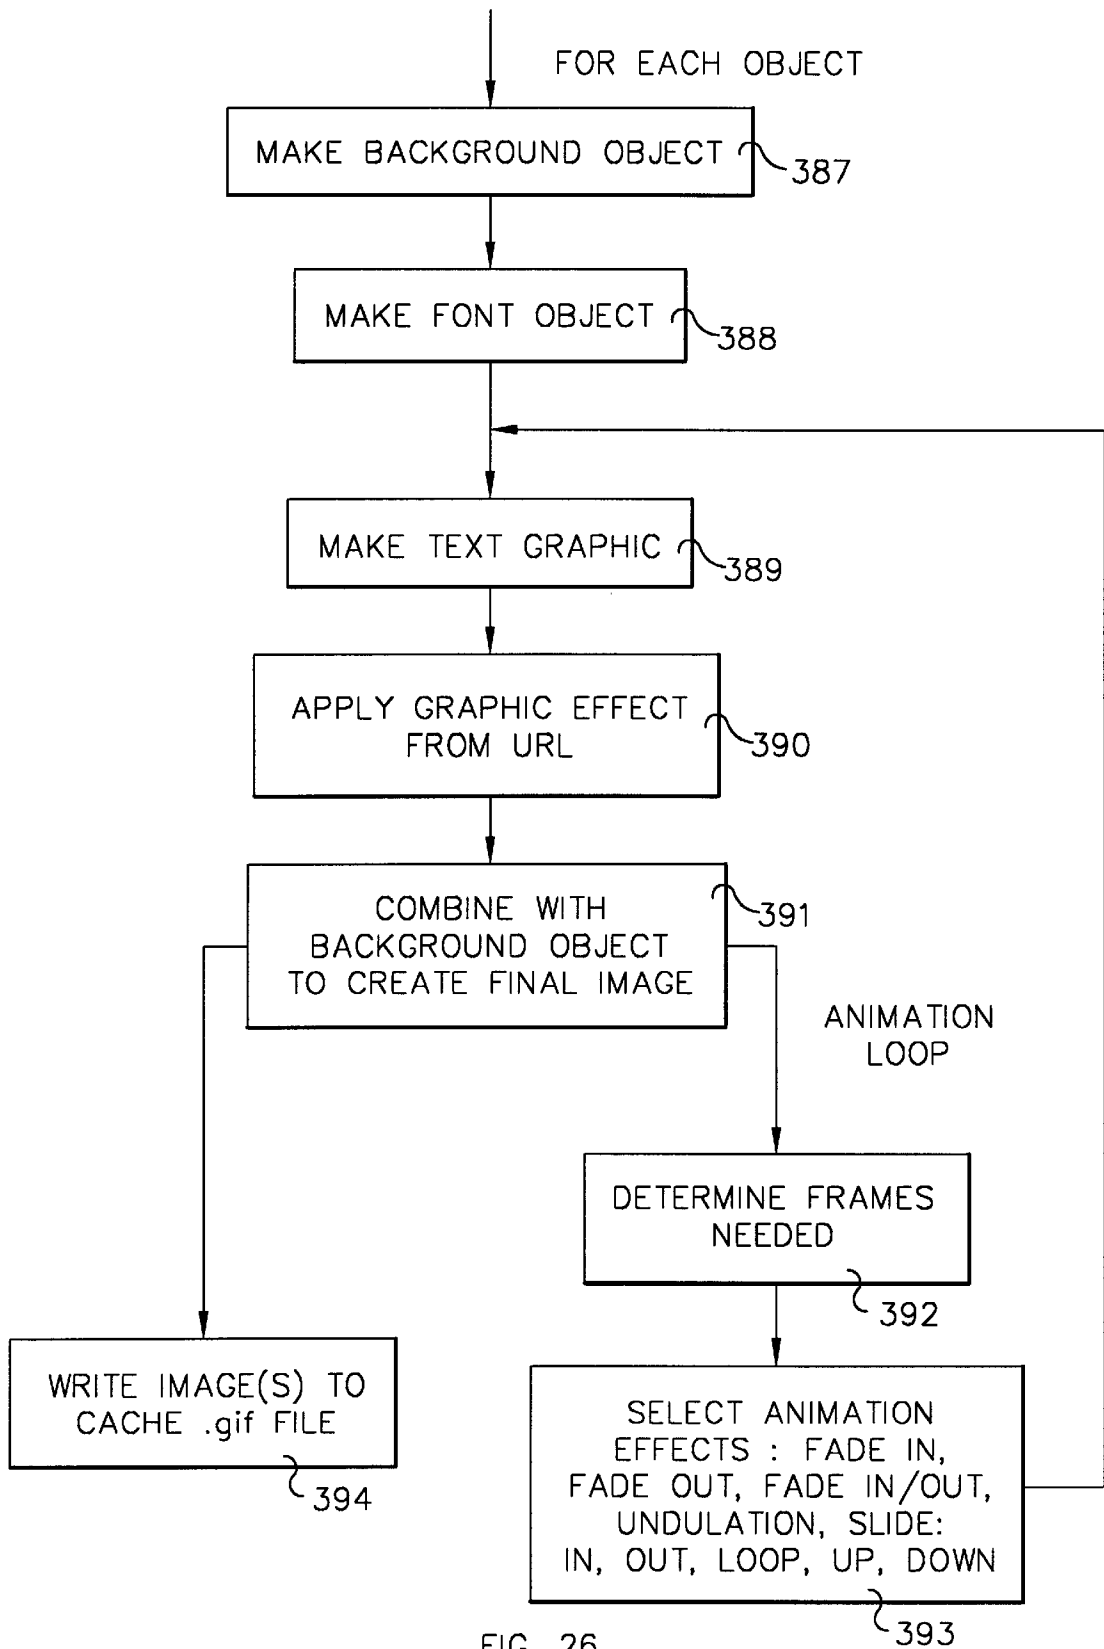 FOR EACH OBJECT
MAKE BACKGROUND OBJECT
387
MAKE FONT OBJECT
388
MAKE TEXT GRAPHIC
389
APPLY GRAPHIC EFFECT
FROM URL
390
COMBINE WITH
BACKGROUND OBJECT
TO CREATE FINAL IMAGE
391
ANIMATION
LOOP
DETERMINE FRAMES
NEEDED
392
WRITE IMAGE(S) TO
CACHE .gif FILE
394
SELECT ANIMATION
EFFECTS : FADE IN,
FADE OUT, FADE IN/OUT,
UNDULATION, SLIDE:
IN, OUT, LOOP, UP, DOWN
393
FIG. 26